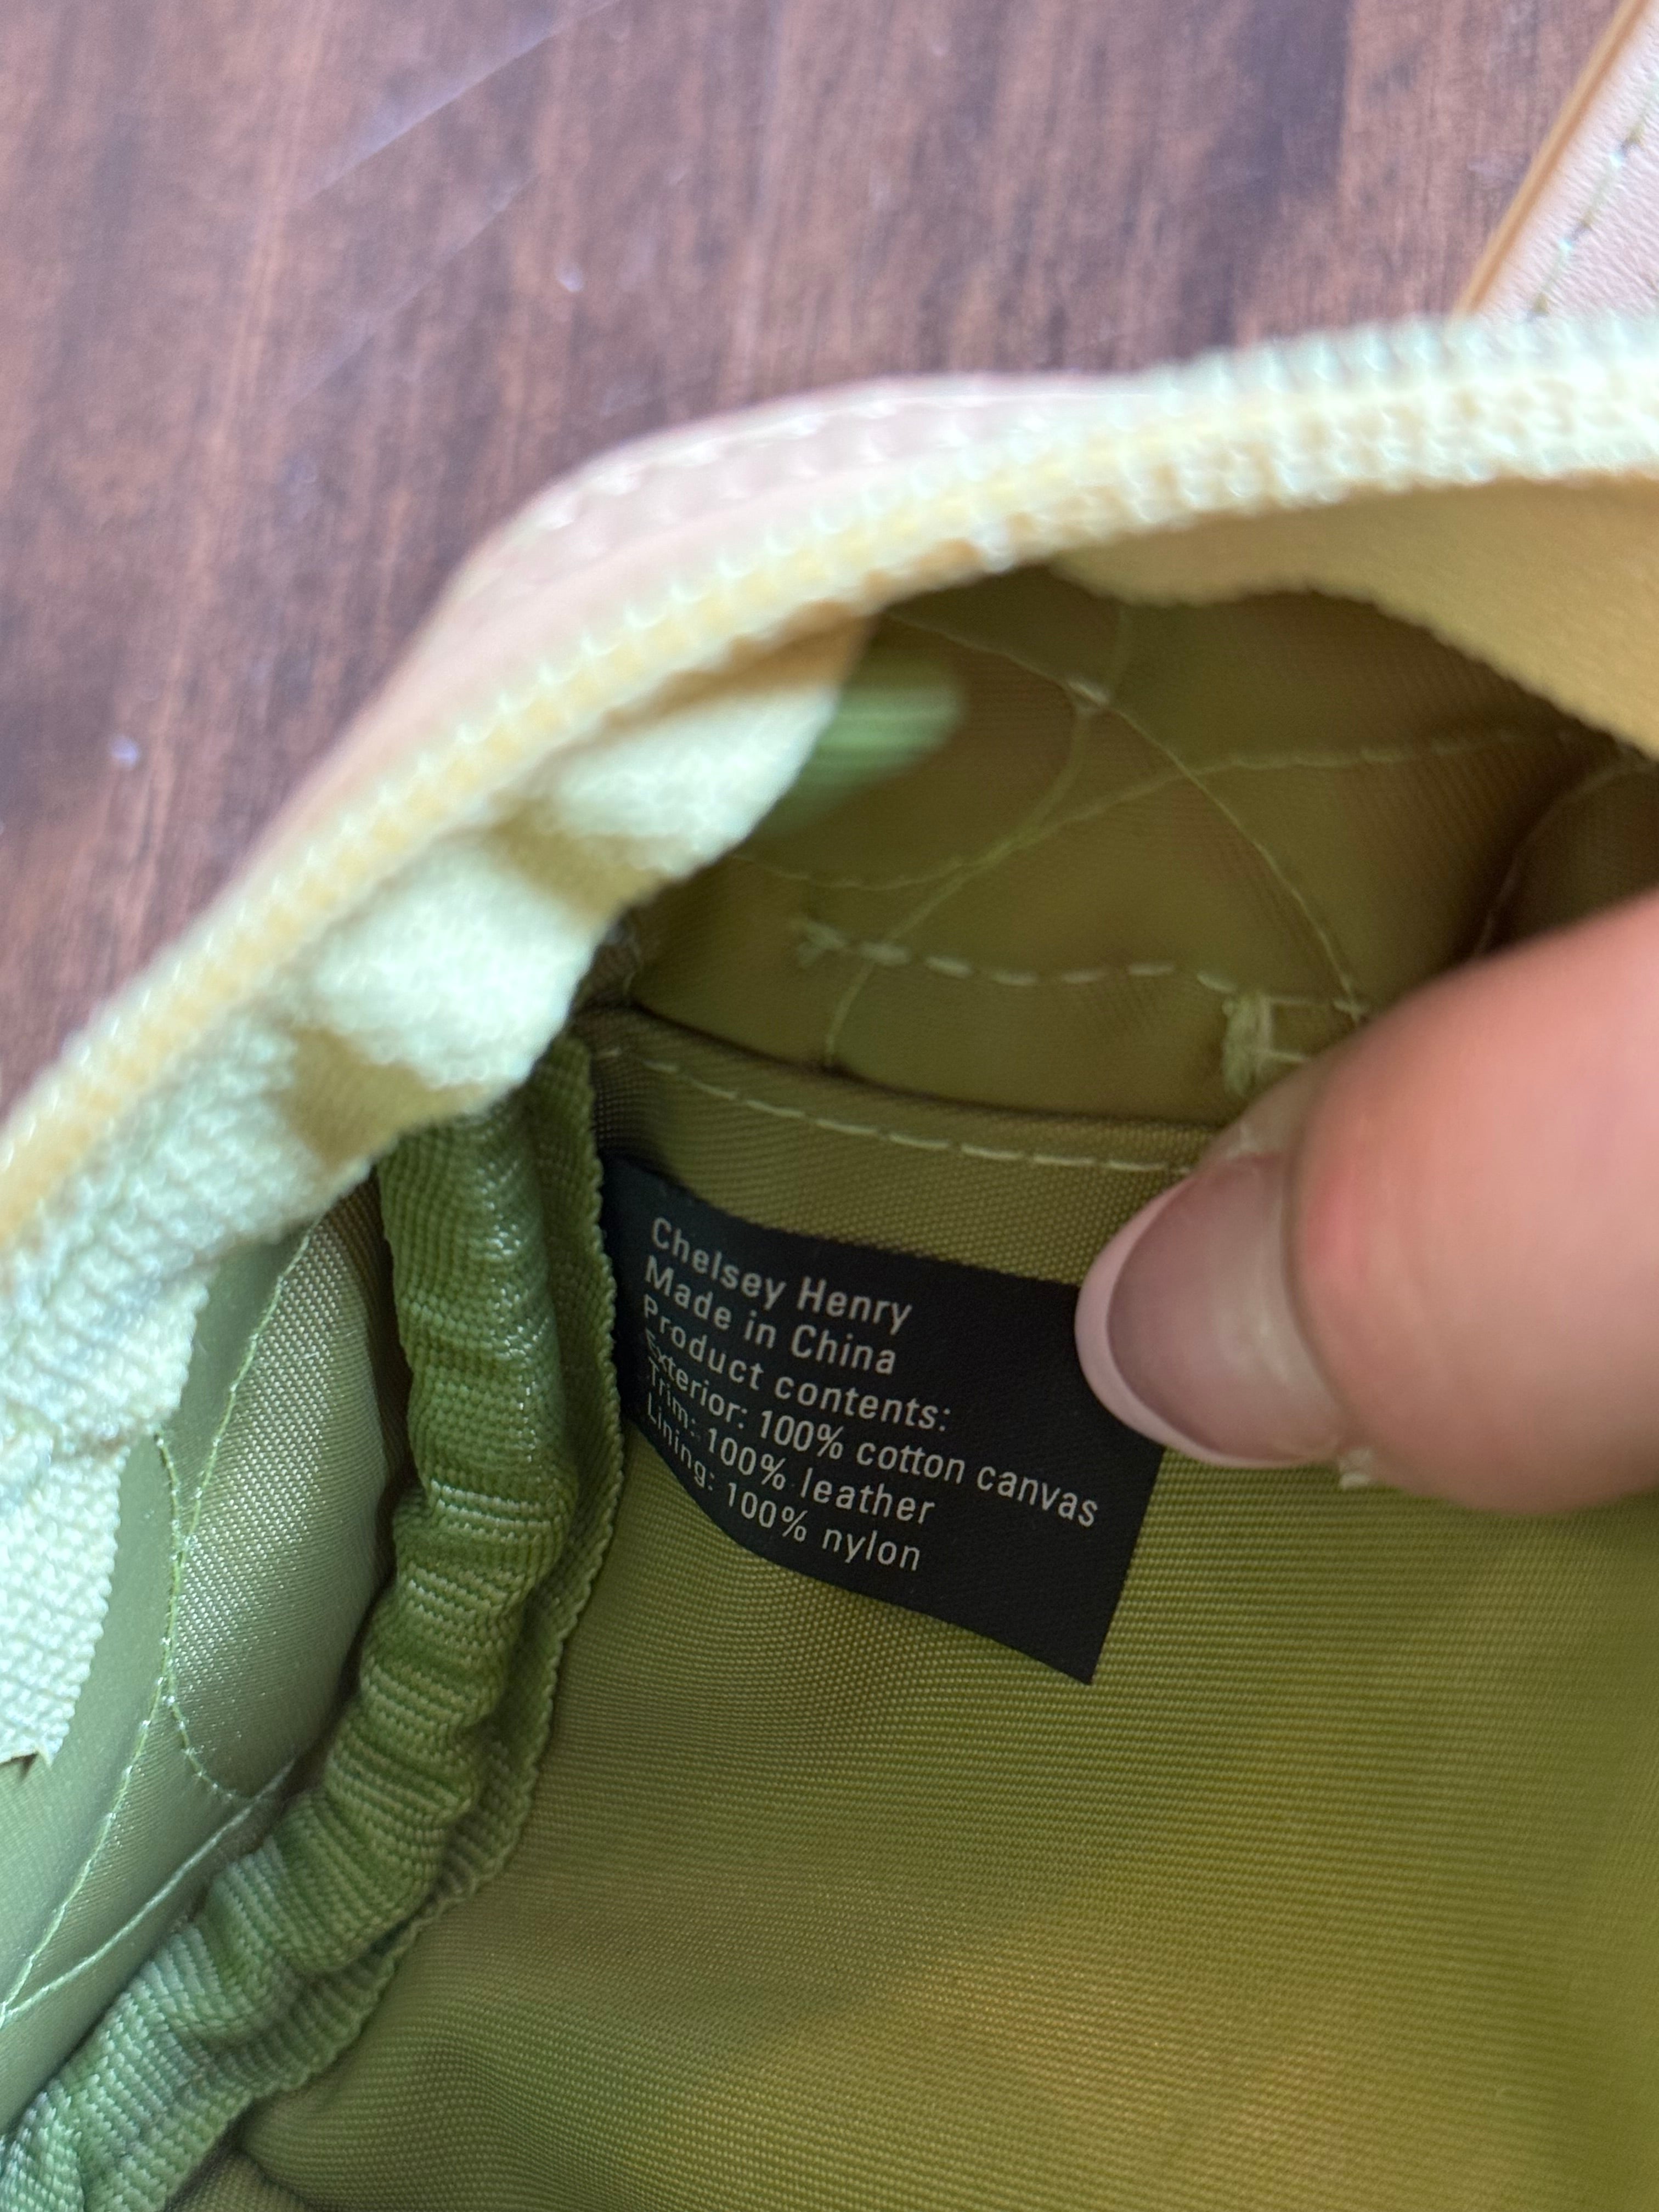 Chelsey Henry
Made in China
Product contents:
Exterior: 100% cotton canvas
Trim: 100% leather
Lining: 100% nylon